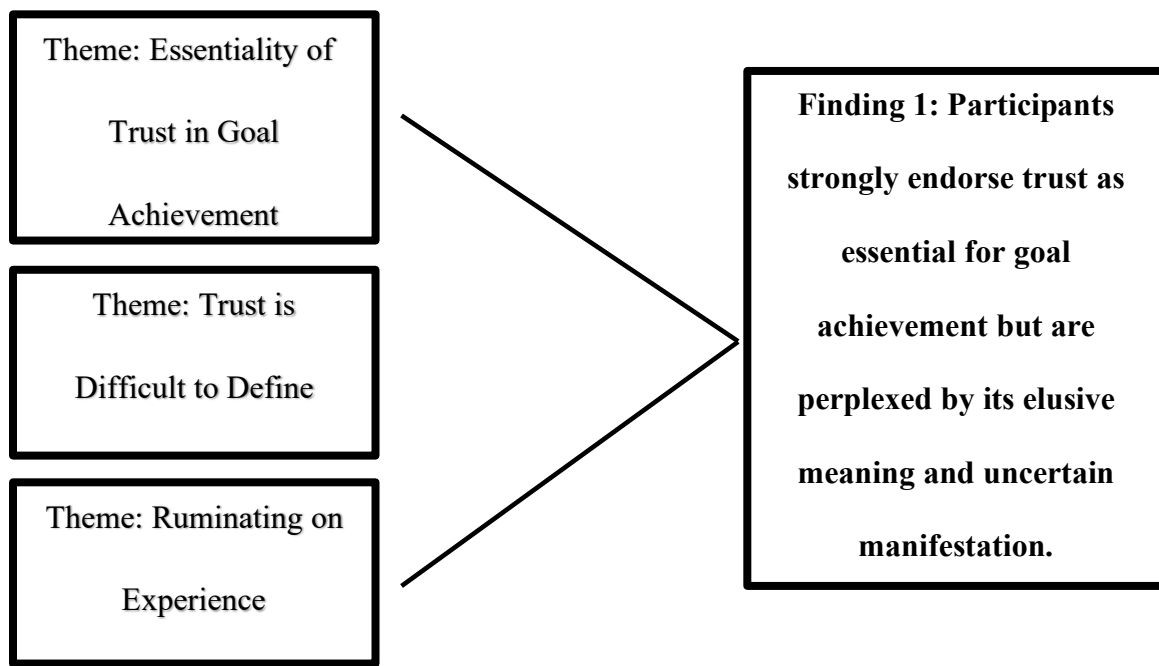 Theme: Essentiality of
Trust in Goal
Achievement
Theme: Trust is
Difficult to Define
Theme: Ruminating on
Experience
Finding 1: Participants
strongly endorse trust as
essential for goal
achievement but are
perplexed by its elusive
meaning and uncertain
manifestation.